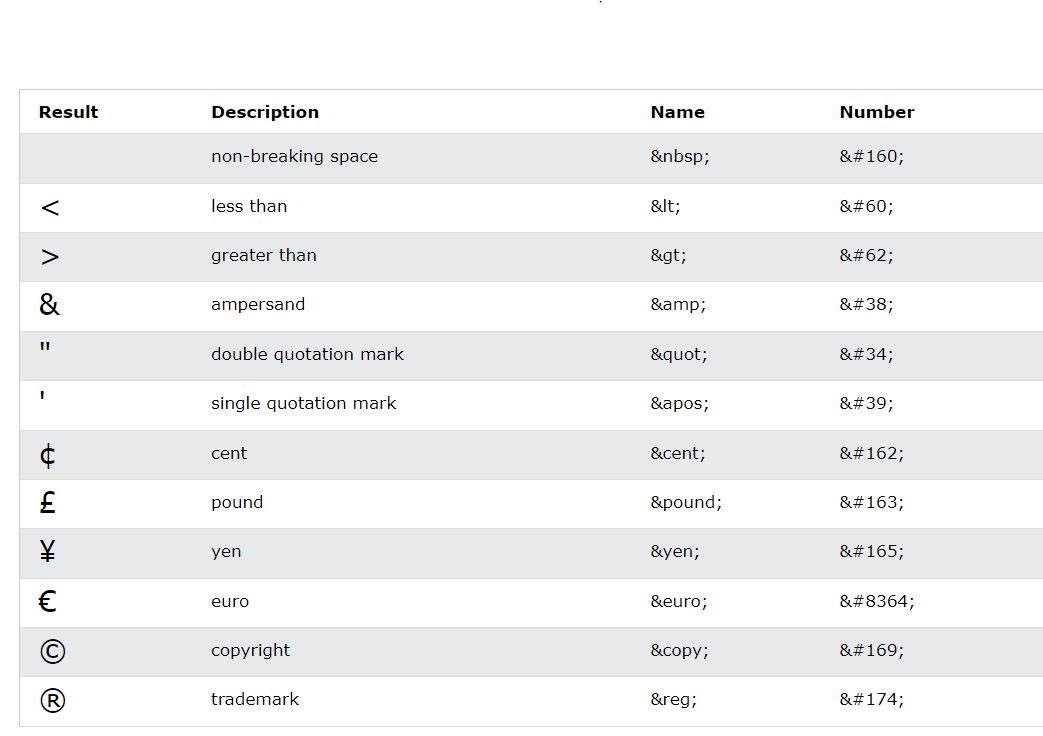 Result Description Name Number
non-breaking space &nbsp; &#160;
< less than &lt; &#60;
> greater than &gt; &#62;
& ampersand &amp; &#38;
" double quotation mark &quot; &#34;
' single quotation mark &apos; &#39;
¢ cent &cent; &#162;
£ pound &pound; &#163;
¥ yen &yen; &#165;
€ euro &euro; &#8364;
© copyright &copy; &#169;
® trademark &reg; &#174;